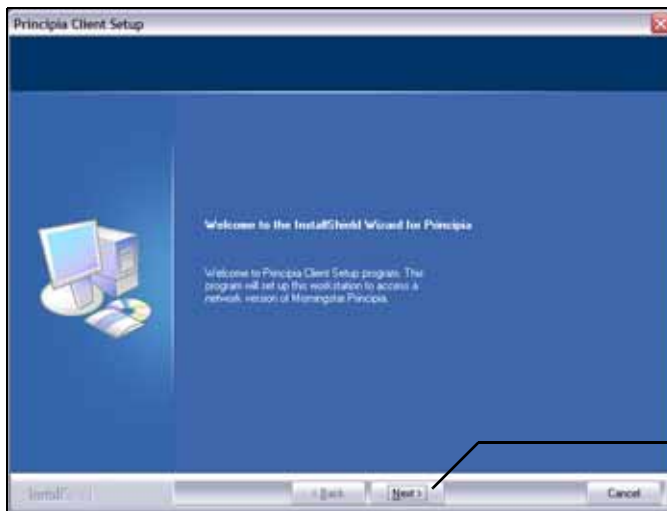 Principia Client Setup
Welcome to the InstallShield Wizard for Principia
Welcome to Principia Client Setup program. This
program will set up this workstation to access a
network version of Morningstar Principia.
< Back
Next >
Cancel